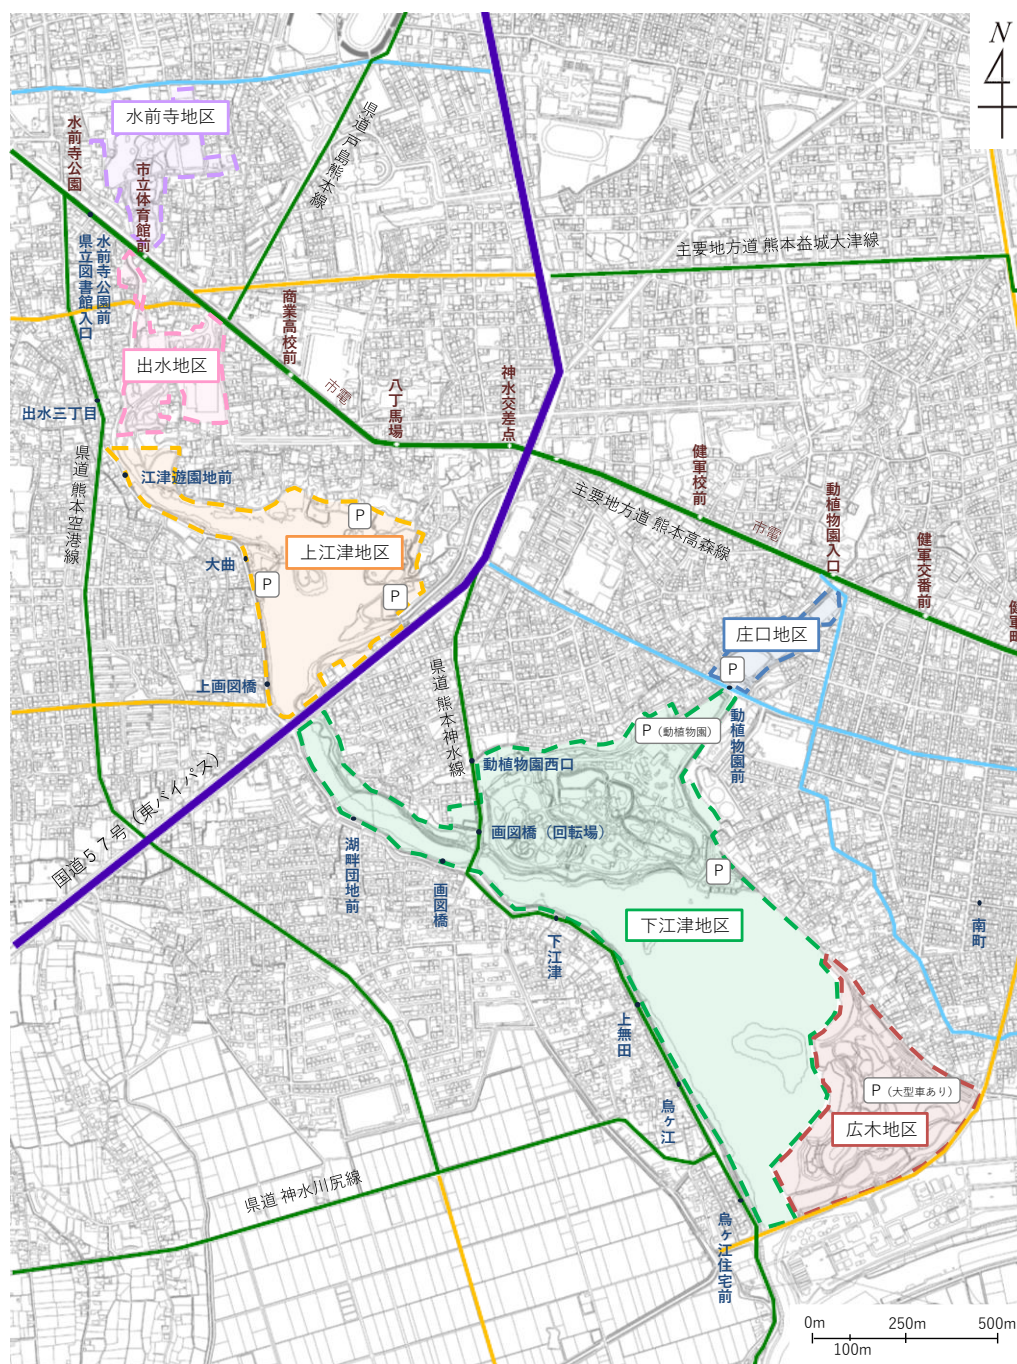 N
水前寺地区
水前寺公園
市立体育館前
県道 戸島熊本線
水前寺公園前
県立図書館入口
主要地方道 熊本益城大津線
商業高校前
出水地区
市電
八丁馬場
神水交差点
出水三丁目
県道 熊本空港線
江津遊園地前
健軍校前
主要地方道 熊本高森線
市電
動植物園入口
健軍交番前
健軍町
P
上江津地区
大曲
P
P
庄口地区
P
上画図橋
県道 熊本神水線
P（動植物園）
動植物園前
動植物園西口
国道５７号（東バイパス）
湖畔団地前
画図橋（回転場）
画図橋
P
下江津地区
南町
下江津
上無田
烏ヶ江
P（大型車あり）
広木地区
県道 神水川尻線
烏ヶ江住宅前
0m
250m
500m
100m